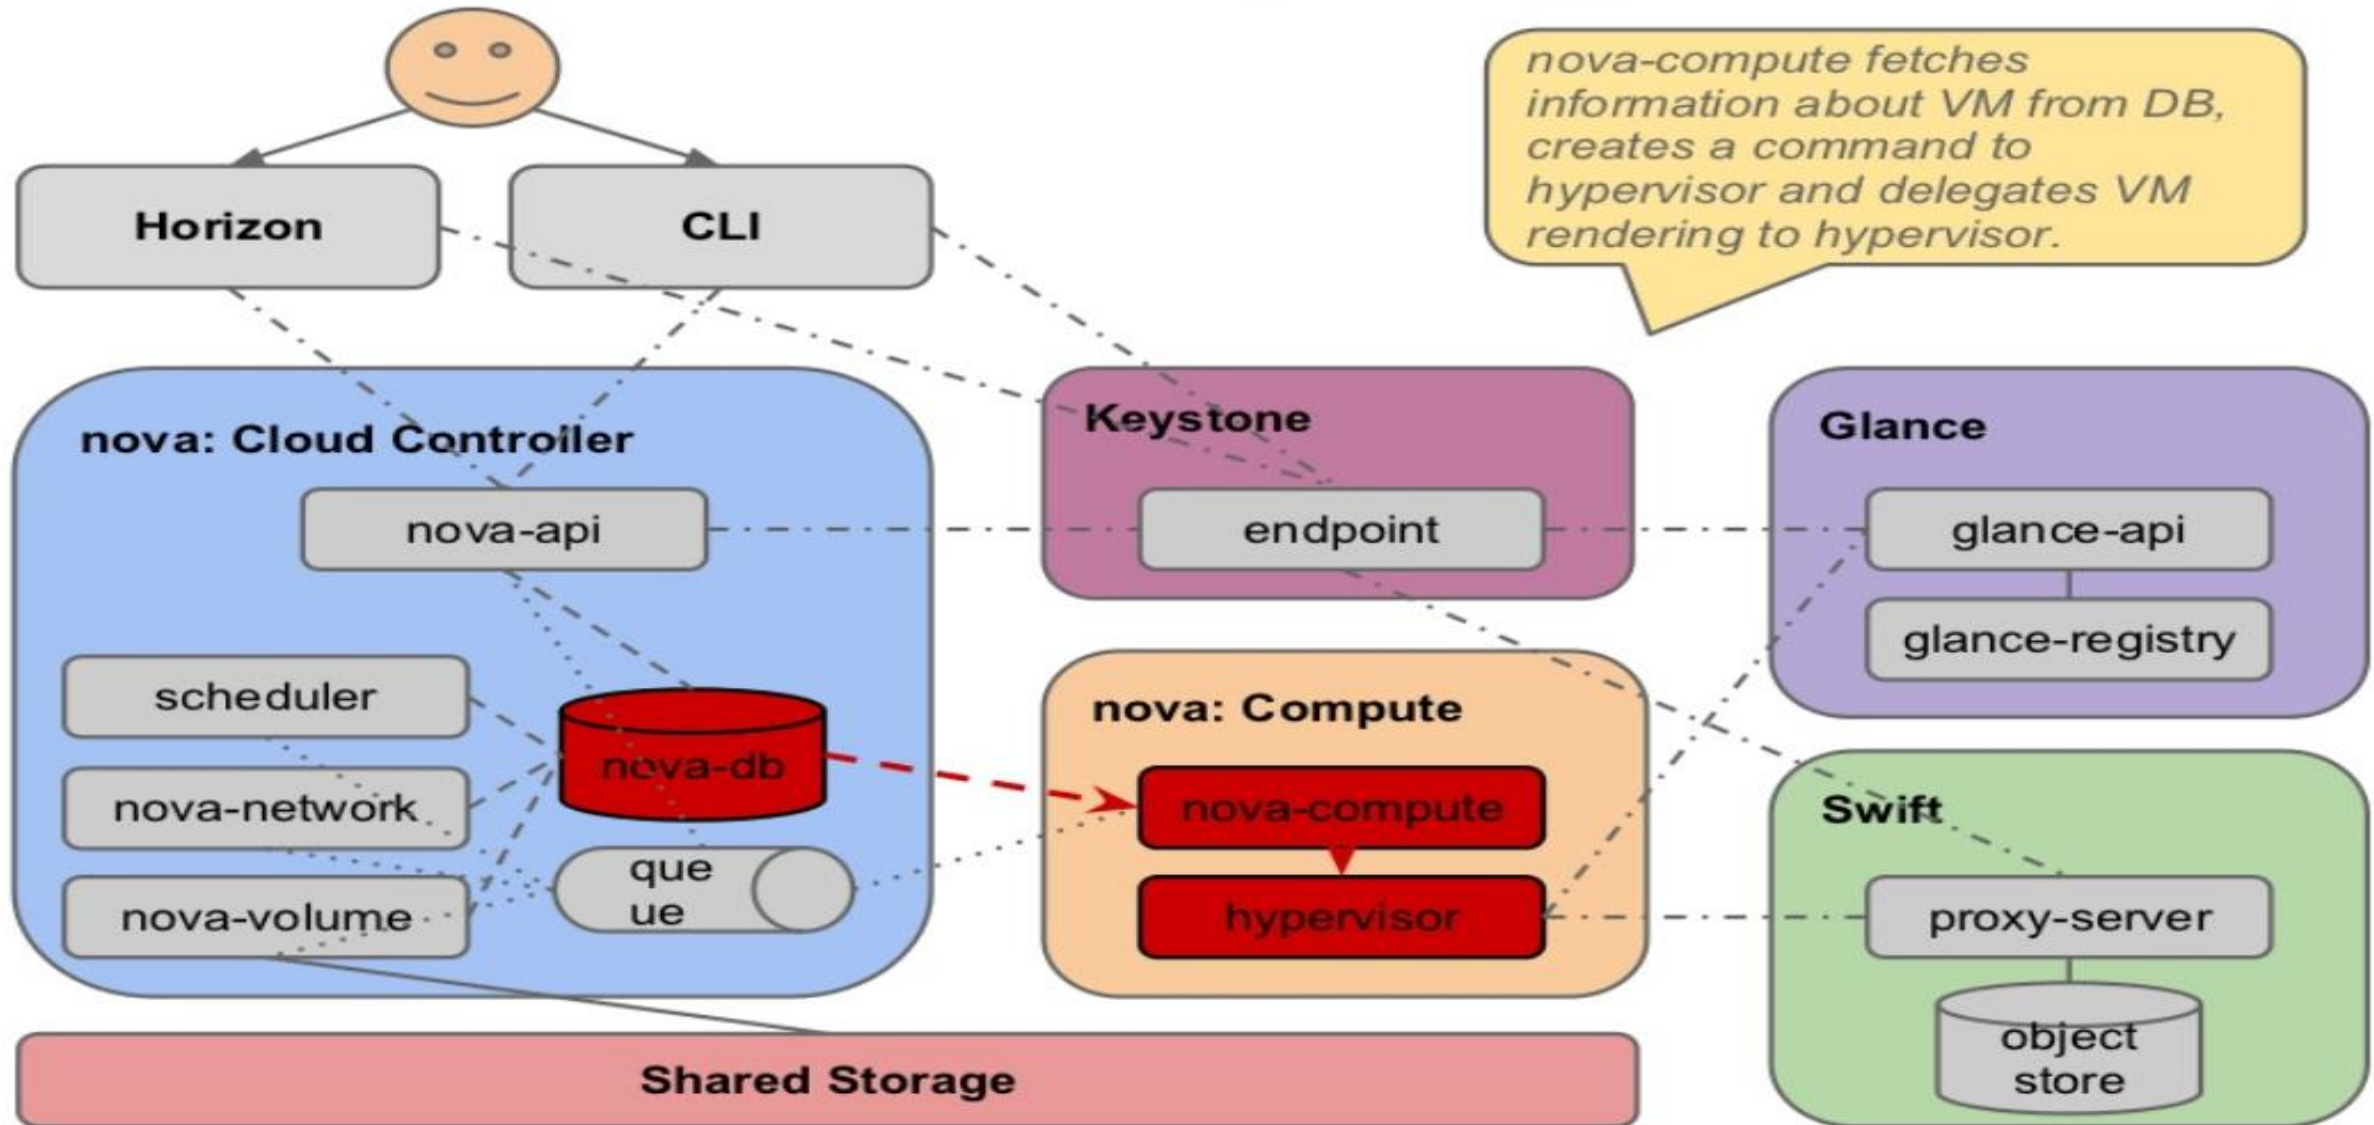 nova-compute fetches
information about VM from DB,
creates a command to
hypervisor and delegates VM
rendering to hypervisor.
Horizon
CLI
nova: Cloud Controller
Keystone
Glance
nova-api
endpoint
glance-api
glance-registry
scheduler
nova: Compute
nova-db
nova-compute
nova-network
Swift
que
ue
nova-volume
hypervisor
proxy-server
object
store
Shared Storage